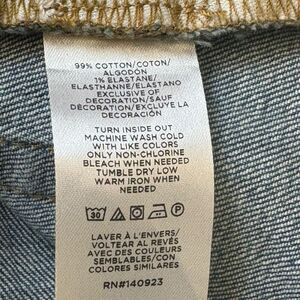 99% COTTON/COTON/
ALGODÓN
1% ELASTANE/
ELASTHANNE/ELASTANO
EXCLUSIVE OF
DECORATION/SAUF
DÉCORATION/EXCLUYE LA
DECORACIÓN
TURN INSIDE OUT
MACHINE WASH COLD
WITH LIKE COLORS
ONLY NON-CHLORINE
BLEACH WHEN NEEDED
TUMBLE DRY LOW
WARM IRON WHEN
NEEDED
30
P
LAVER À L'ENVERS/
VOLTEAR AL REVÉS
AVEC DES COULEURS
SEMBLABLES/CON
COLORES SIMILARES
RN#140923